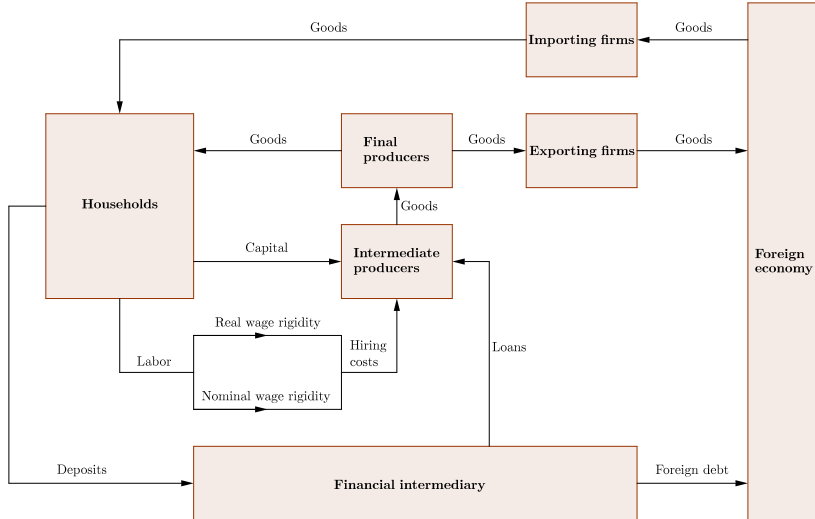 Goods
Importing firms
Goods
Goods
Final
producers
Goods
Exporting firms
Goods
Households
Goods
Capital
Intermediate
producers
Foreign
economy
Real wage rigidity
Labor
Hiring
costs
Loans
Nominal wage rigidity
Deposits
Financial intermediary
Foreign debt